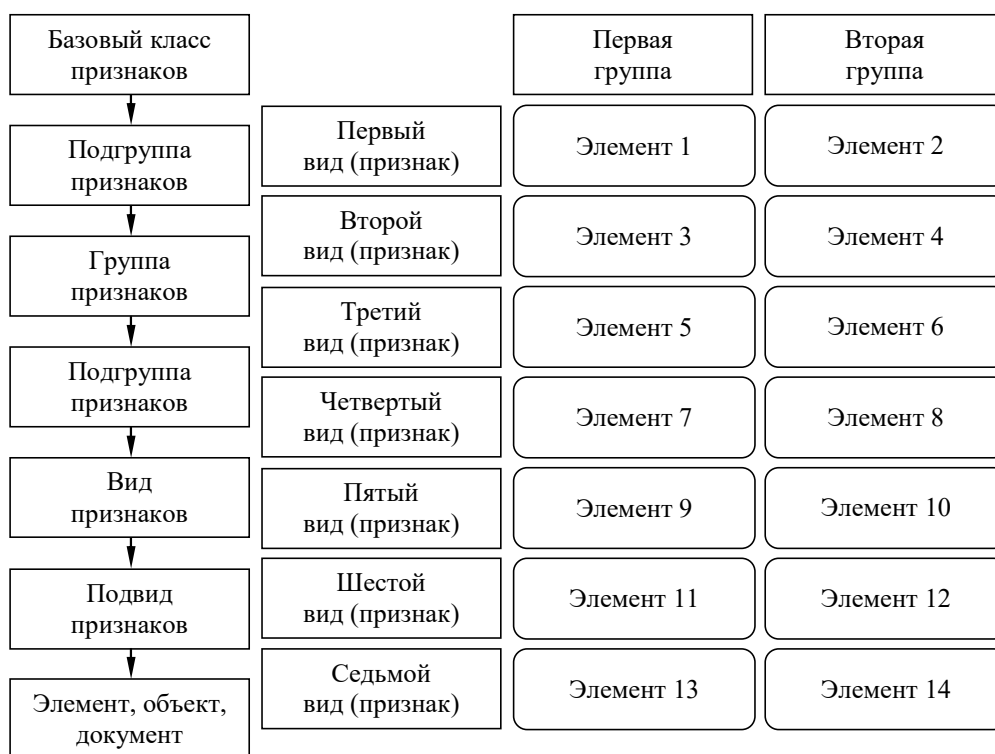 Базовый класс
признаков
Подгруппа
признаков
Группа
признаков
Подгруппа
признаков
Вид
признаков
Подвид
признаков
Элемент, объект,
документ
Первая
группа
Вторая
группа
Первый
вид (признак)
Элемент 1
Элемент 2
Второй
вид (признак)
Элемент 3
Элемент 4
Третий
вид (признак)
Элемент 5
Элемент 6
Четвертый
вид (признак)
Элемент 7
Элемент 8
Пятый
вид (признак)
Элемент 9
Элемент 10
Шестой
вид (признак)
Элемент 11
Элемент 12
Седьмой
вид (признак)
Элемент 13
Элемент 14